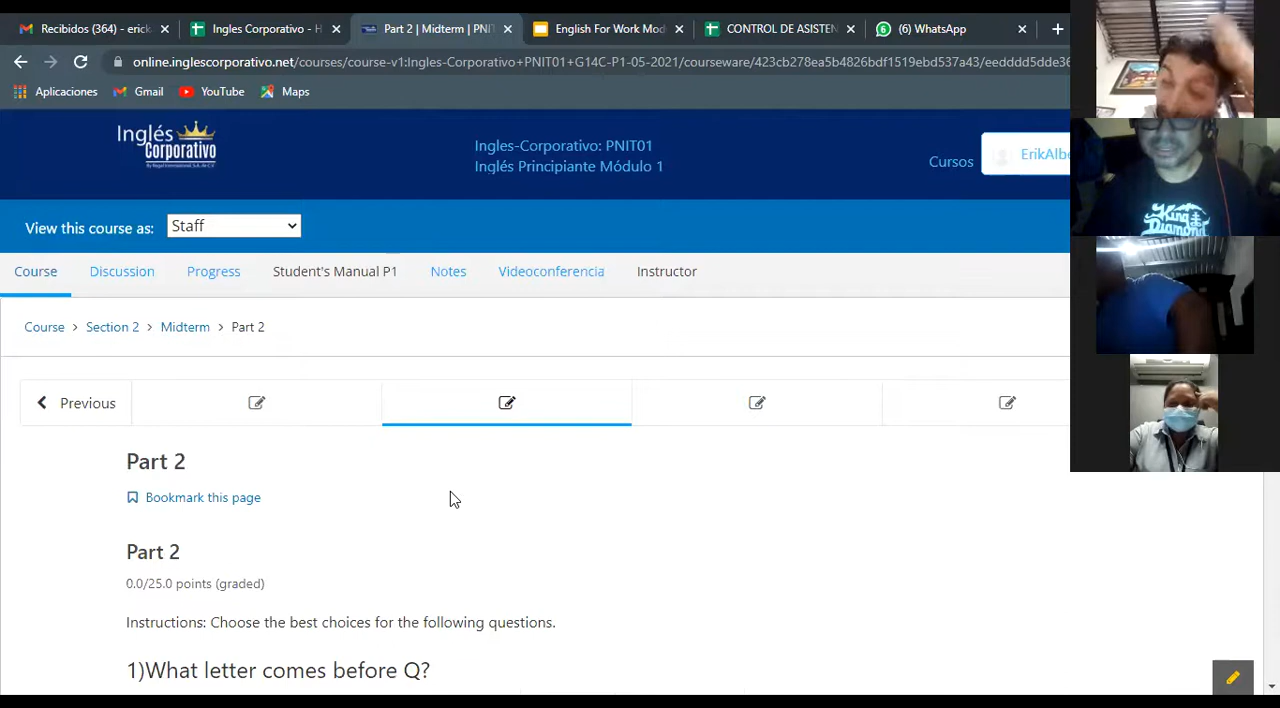 Recibidos (364) - erick
Ingles Corporativo - H
Part 2 | Midterm | PNI
English For Work Mod
CONTROL DE ASISTEN
(6) WhatsApp
online.inglescorporativo.net/courses/course-v1:Ingles-Corporativo+PNIT01+G14C-P1-05-2021/courseware/423cb278ea5b4826bdf1519ebd537a43/eedddd5dde36
Aplicaciones
Gmail
YouTube
Maps
Inglés
Corporativo
Ingles-Corporativo: PNIT01
Inglés Principiante Módulo 1
Cursos
ErikAlbe
King
Diamond
View this course as:
Staff
Course
Discussion
Progress
Student's Manual P1
Notes
Videoconferencia
Instructor
Course > Section 2 > Midterm > Part 2
Previous
Part 2
Bookmark this page
Part 2
0.0/25.0 points (graded)
Instructions: Choose the best choices for the following questions.
1)What letter comes before Q?